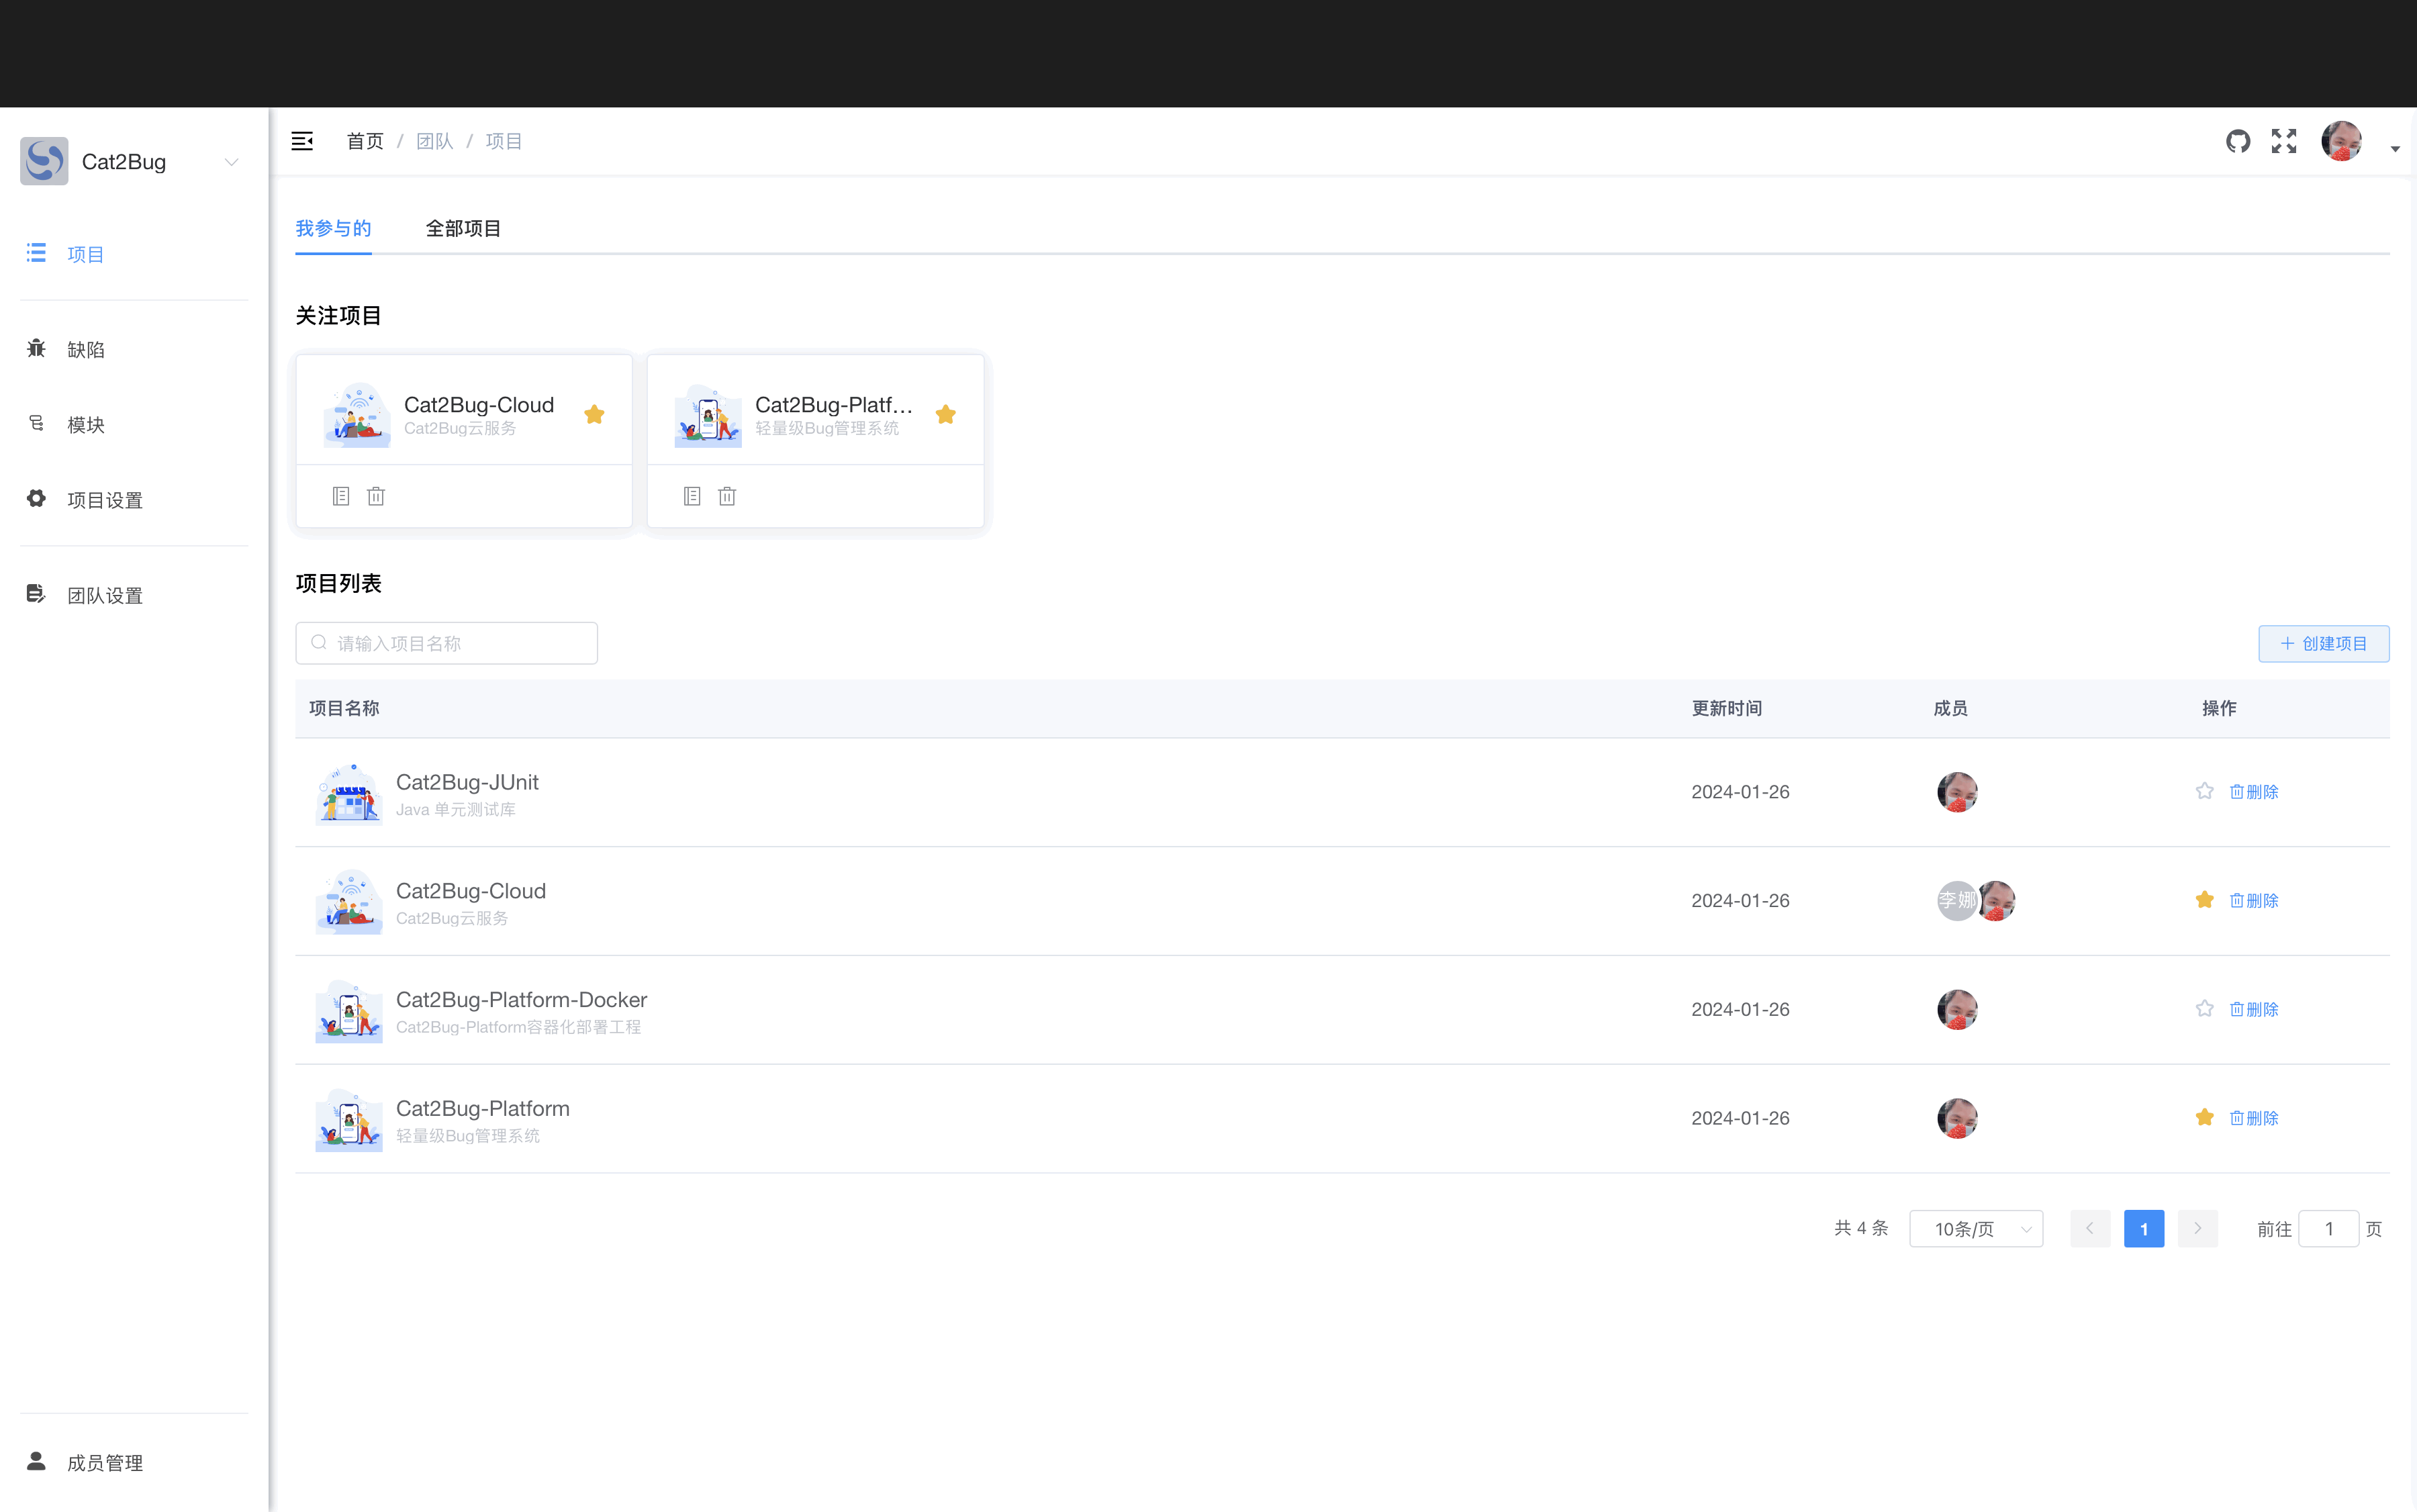 Cat2Bug
项目
缺陷
模块
项目设置
团队设置
成员管理
首页 / 团队 / 项目
我参与的 全部项目
关注项目
Cat2Bug-Cloud
Cat2Bug云服务
Cat2Bug-Platf...
轻量级Bug管理系统
项目列表
请输入项目名称
创建项目
项目名称 更新时间 成员 操作
Cat2Bug-JUnit
Java 单元测试库
2024-01-26 删除
Cat2Bug-Cloud
Cat2Bug云服务
2024-01-26 李娜 删除
Cat2Bug-Platform-Docker
Cat2Bug-Platform容器化部署工程
2024-01-26 删除
Cat2Bug-Platform
轻量级Bug管理系统
2024-01-26 删除
共 4 条 10条/页 1 前往 1 页